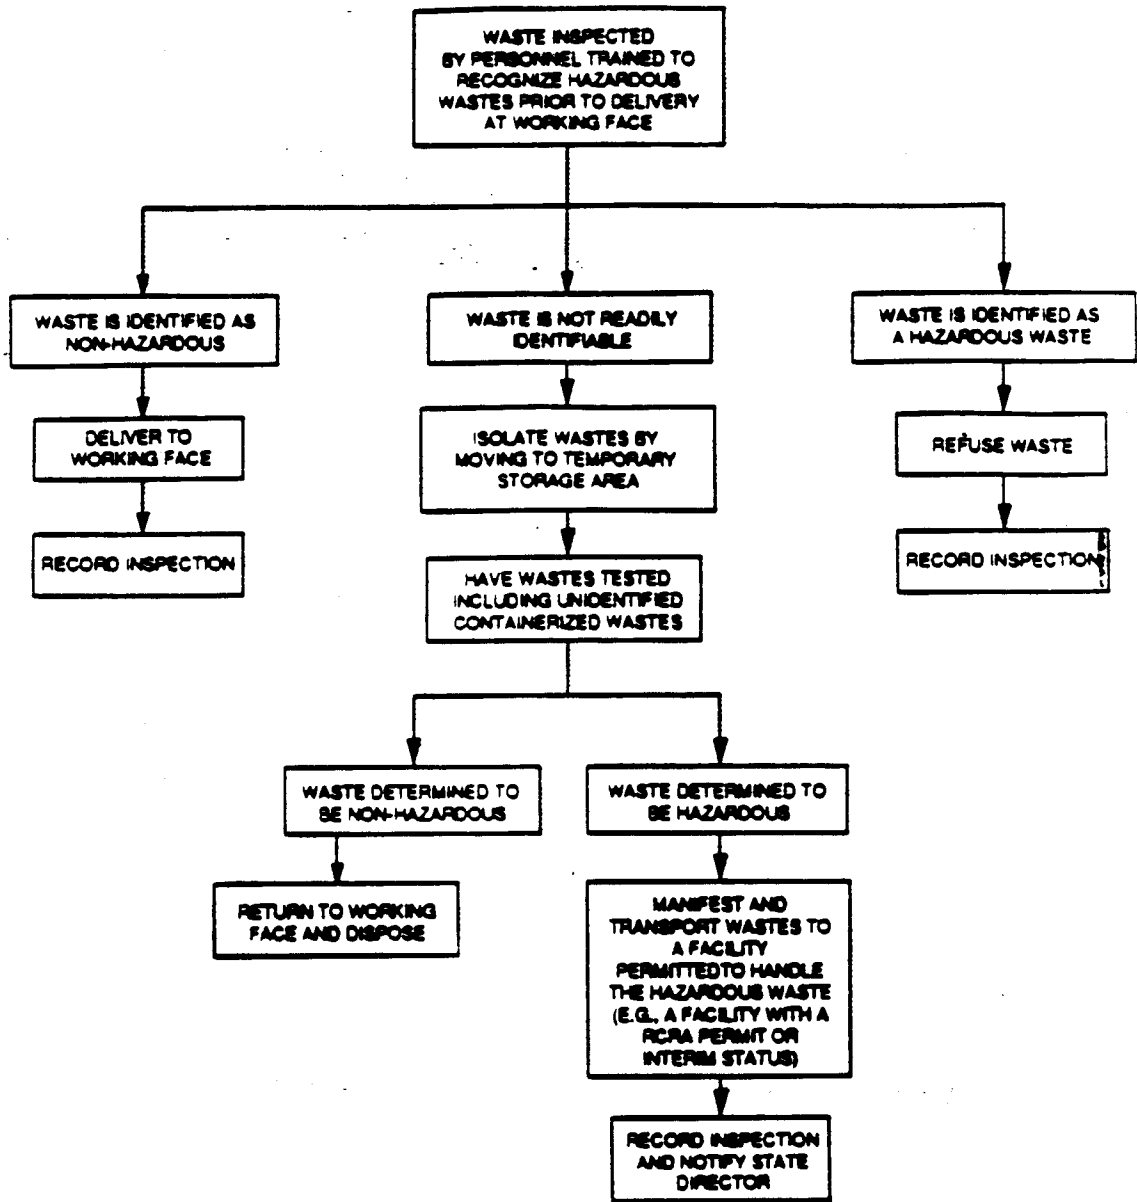 WASTE INSPECTED
BY PERSONNEL TRAINED TO
RECOGNIZE HAZARDOUS
WASTES PRIOR TO DELIVERY
AT WORKING FACE
WASTE IS IDENTIFIED AS
NON-HAZARDOUS
WASTE IS NOT READILY
IDENTIFIABLE
WASTE IS IDENTIFIED AS
A HAZARDOUS WASTE
DELIVER TO
WORKING FACE
ISOLATE WASTES BY
MOVING TO TEMPORARY
STORAGE AREA
REFUSE WASTE
RECORD INSPECTION
HAVE WASTES TESTED
INCLUDING UNIDENTIFIED
CONTAINERIZED WASTES
RECORD INSPECTION
WASTE DETERMINED TO
BE NON-HAZARDOUS
WASTE DETERMINED TO
BE HAZARDOUS
RETURN TO WORKING
FACE AND DISPOSE
MANIFEST AND
TRANSPORT WASTES TO
A FACILITY
PERMITTED TO HANDLE
THE HAZARDOUS WASTE
(E.G., A FACILITY WITH A
RCRA PERMIT OR
INTERIM STATUS)
RECORD INSPECTION
AND NOTIFY STATE
DIRECTOR